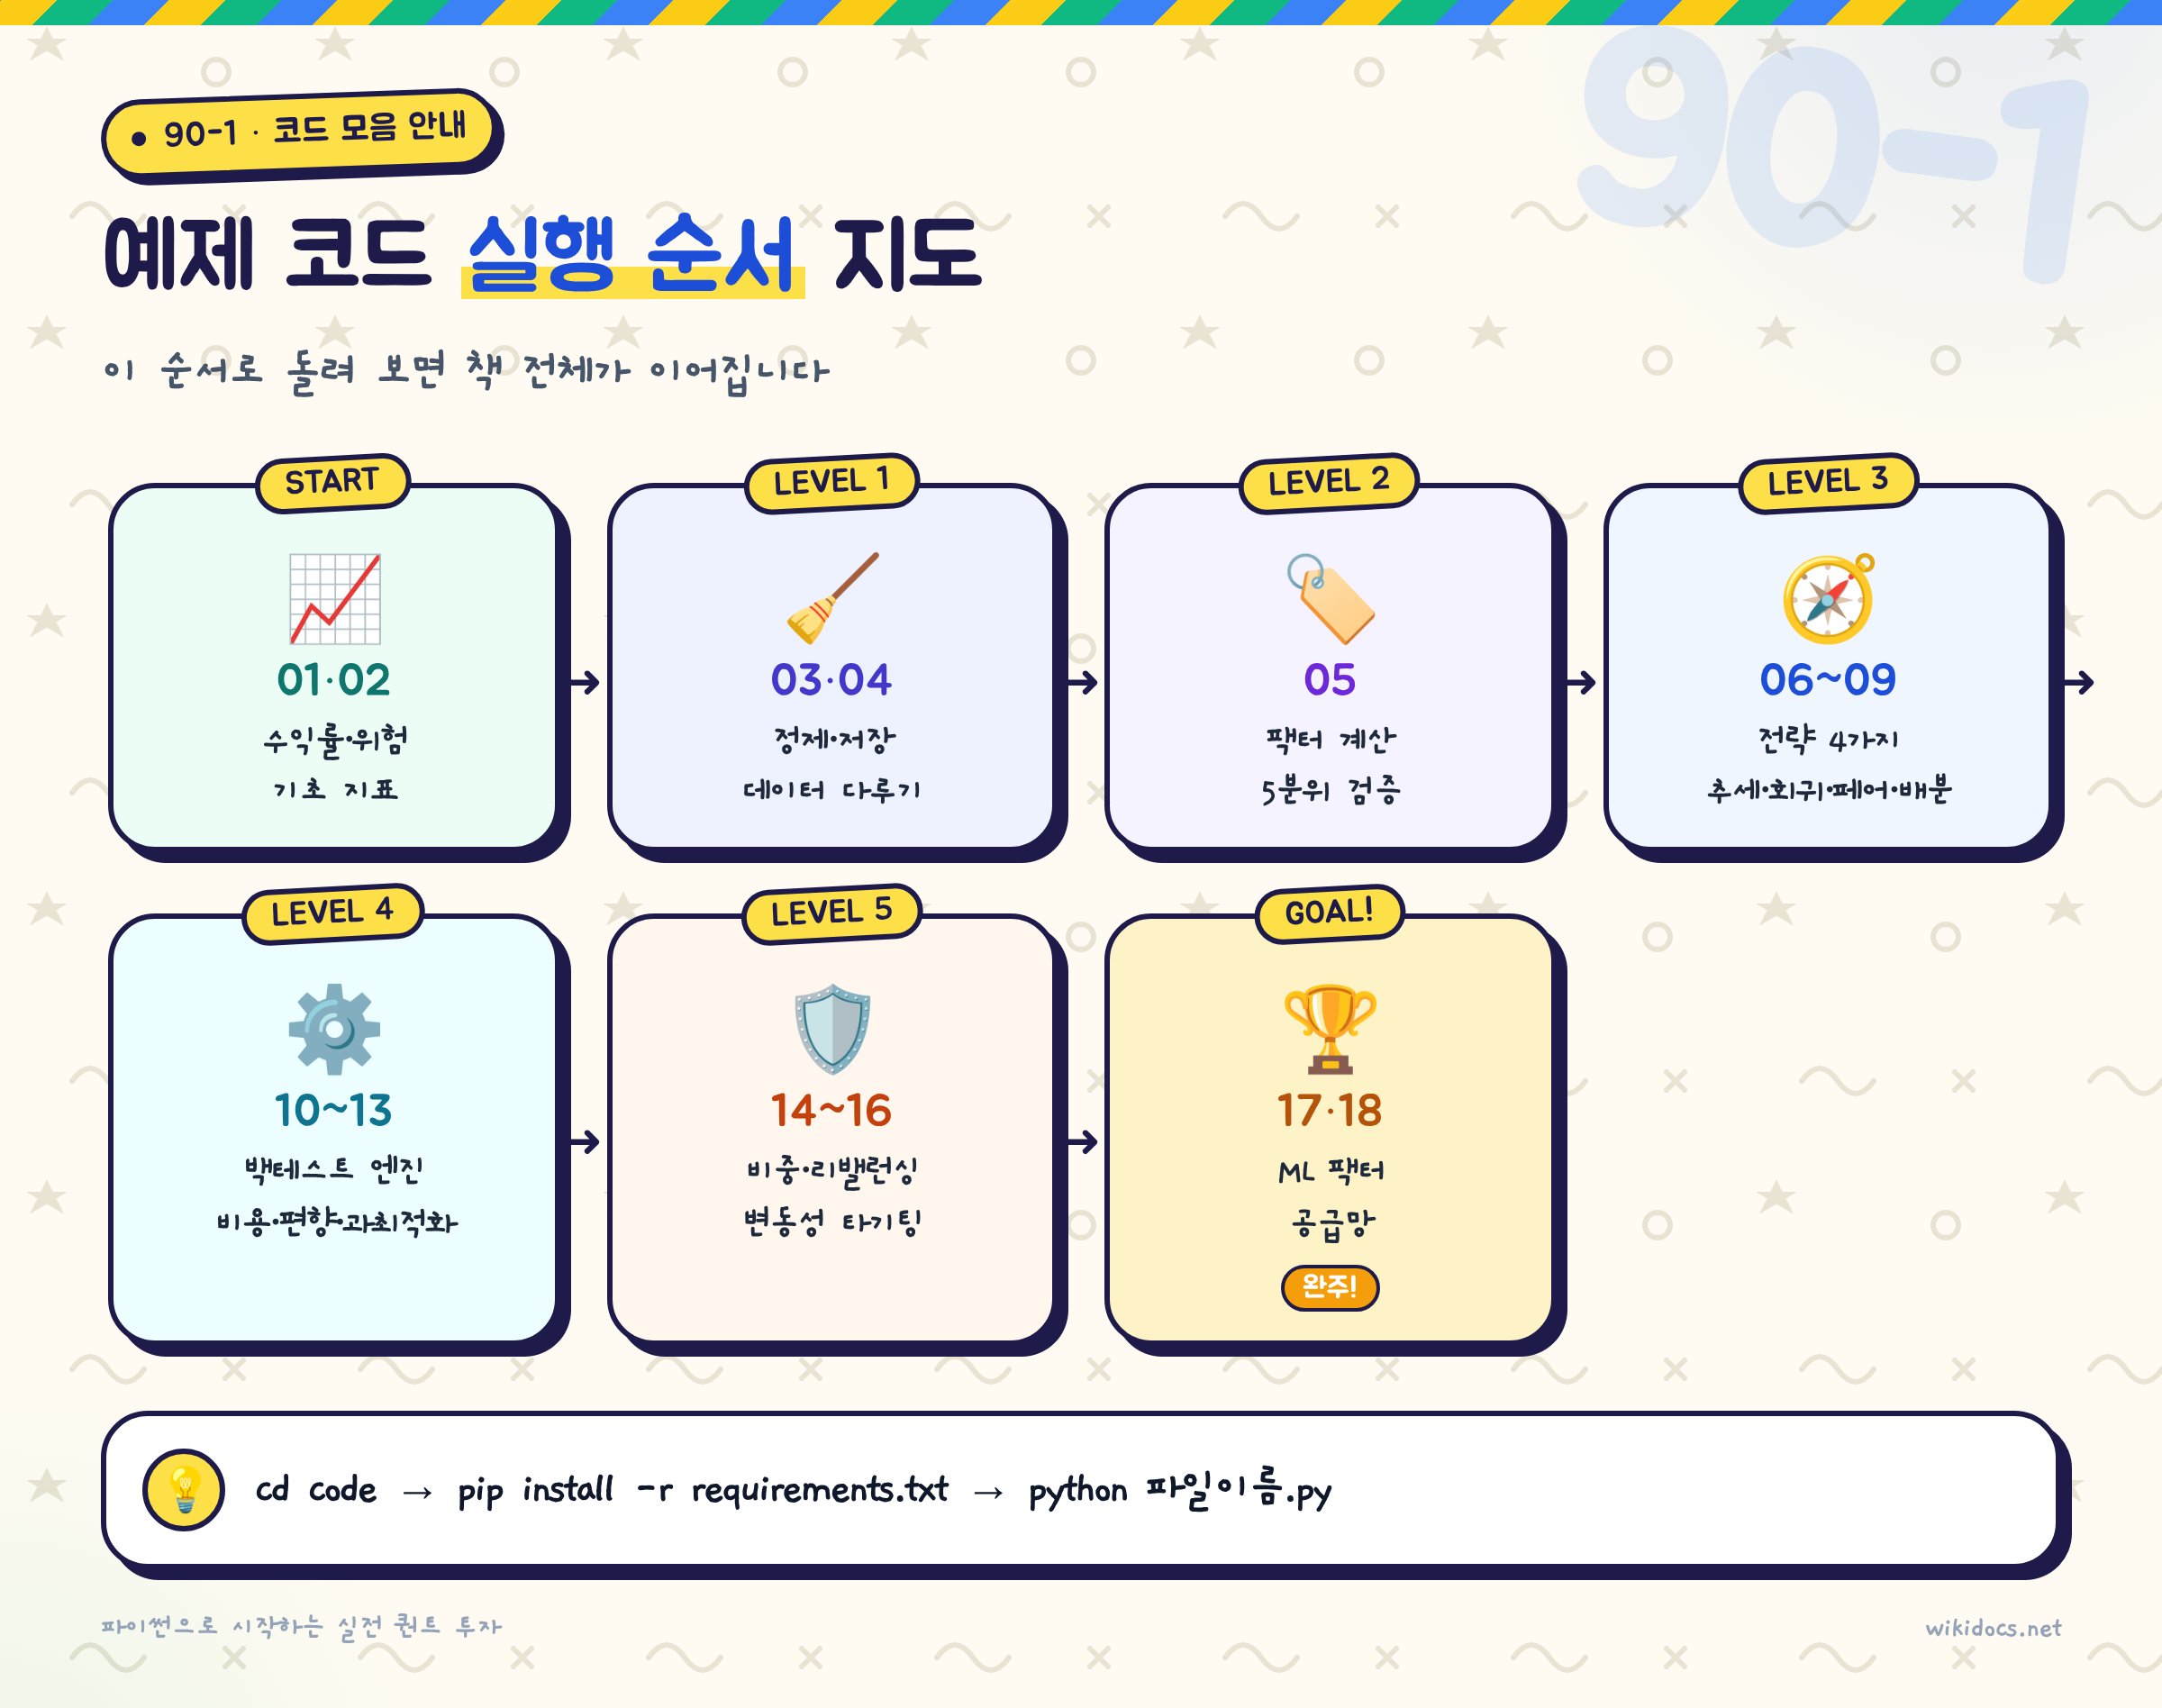 90-1
90-1 · 코드 모음 안내
예제 코드 실행 순서 지도
이 순서로 돌려 보면 책 전체가 이어집니다
START
01·02
수익률·위험
기초 지표
→
LEVEL 1
03·04
정제·저장
데이터 다루기
→
LEVEL 2
05
팩터 계산
5분위 검증
→
LEVEL 3
06~09
전략 4가지
추세·회귀·페어·배분
→
LEVEL 4
10~13
백테스트 엔진
비용·편향·과최적화
→
LEVEL 5
14~16
비중·리밸런싱
변동성 타기팅
→
GOAL!
17·18
ML 팩터
공급망
완주!
cd code → pip install -r requirements.txt → python 파일이름.py
파이썬으로 시작하는 실전 퀀트 투자
wikidocs.net